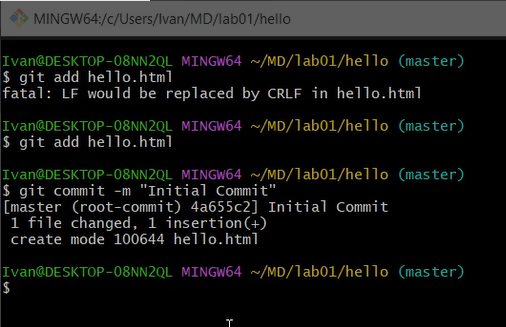 MINGW64:/c/Users/Ivan/MD/lab01/hello
Ivan@DESKTOP-08NN2QL MINGW64 ~/MD/lab01/hello (master)
$ git add hello.html
fatal: LF would be replaced by CRLF in hello.html
Ivan@DESKTOP-08NN2QL MINGW64 ~/MD/lab01/hello (master)
$ git add hello.html
Ivan@DESKTOP-08NN2QL MINGW64 ~/MD/lab01/hello (master)
$ git commit -m "Initial Commit"
[master (root-commit) 4a655c2] Initial Commit
 1 file changed, 1 insertion(+)
 create mode 100644 hello.html
Ivan@DESKTOP-08NN2QL MINGW64 ~/MD/lab01/hello (master)
$